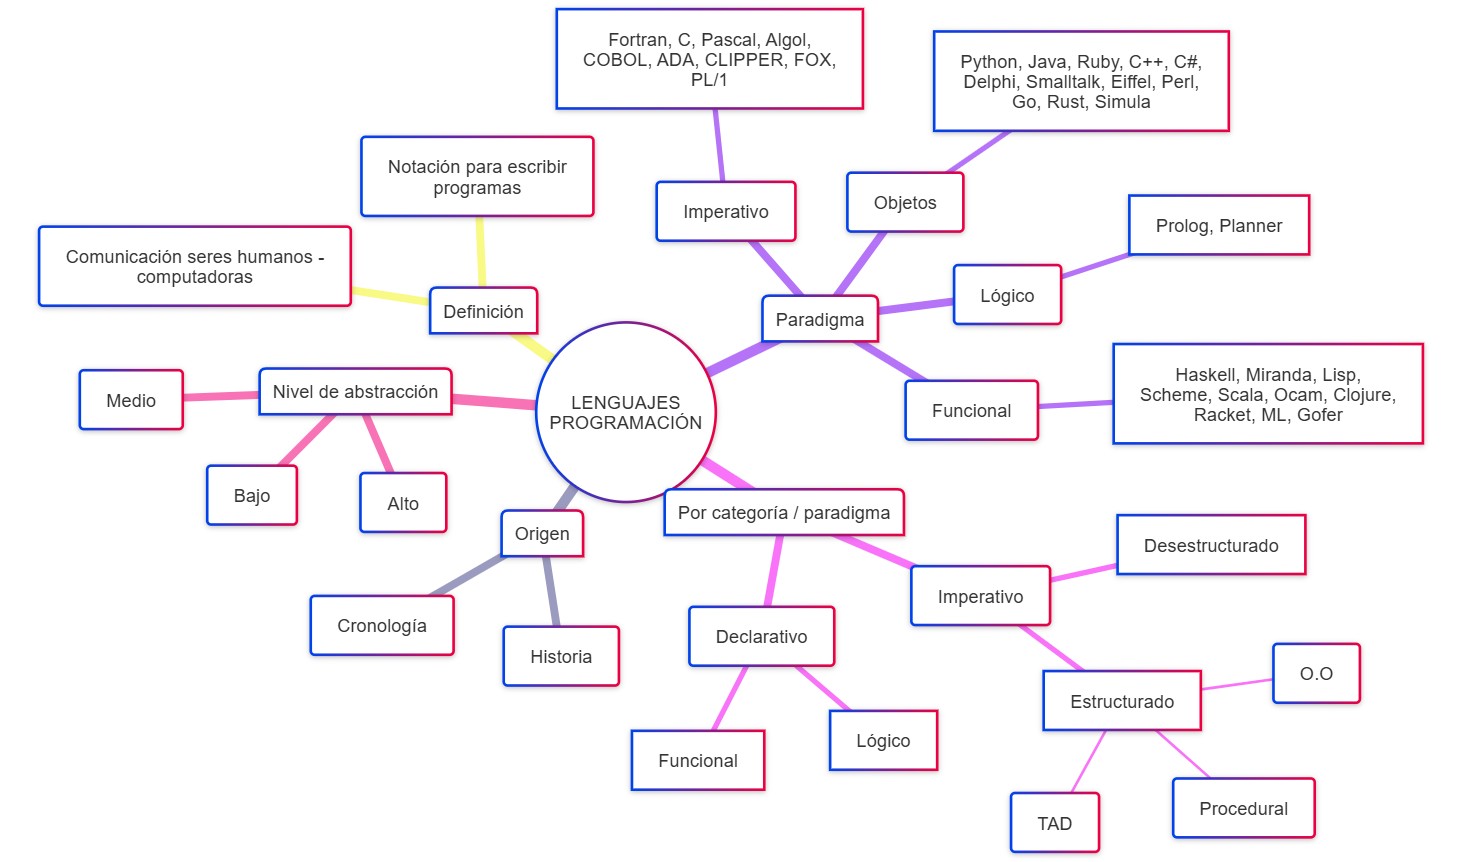 Fortran, C, Pascal, Algol,
COBOL, ADA, CLIPPER, FOX,
PL/1
Python, Java, Ruby, C++, C#,
Delphi, Smalltalk, Eiffel, Perl,
Go, Rust, Simula
Notación para escribir
programas
Imperativo
Objetos
Prolog, Planner
Comunicación seres humanos -
computadoras
Definición
Paradigma
Lógico
Haskell, Miranda, Lisp,
Scheme, Scala, Ocam, Clojure,
Racket, ML, Gofer
Medio
Nivel de abstracción
LENGUAJES
PROGRAMACIÓN
Funcional
Bajo
Alto
Origen
Por categoría / paradigma
Desestructurado
Cronología
Historia
Declarativo
Imperativo
O.O
Estructurado
Funcional
Lógico
TAD
Procedural